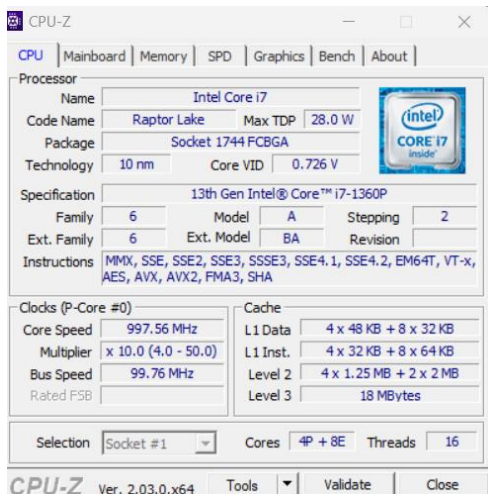 CPU-Z
CPU Mainboard Memory SPD Graphics Bench About
Processor
Name Intel Core i7
Code Name Raptor Lake Max TDP 28.0 W
Package Socket 1744 FCBGA
Technology 10 nm Core VID 0.726 V
intel
CORE i7
inside
Specification 13th Gen Intel® Core™ i7-1360P
Family 6 Model A Stepping 2
Ext. Family 6 Ext. Model BA Revision
Instructions MMX, SSE, SSE2, SSE3, SSSE3, SSE4.1, SSE4.2, EM64T, VT-x,
AES, AVX, AVX2, FMA3, SHA
Clocks (P-Core #0)
Core Speed 997.56 MHz
Multiplier x 10.0 (4.0 - 50.0)
Bus Speed 99.76 MHz
Rated FSB
Cache
L1 Data 4 x 48 KB + 8 x 32 KB
L1 Inst. 4 x 32 KB + 8 x 64 KB
Level 2 4 x 1.25 MB + 2 x 2 MB
Level 3 18 MBytes
Selection Socket #1 Cores 4P + 8E Threads 16
CPU-Z Ver. 2.03.0.x64 Tools Validate Close